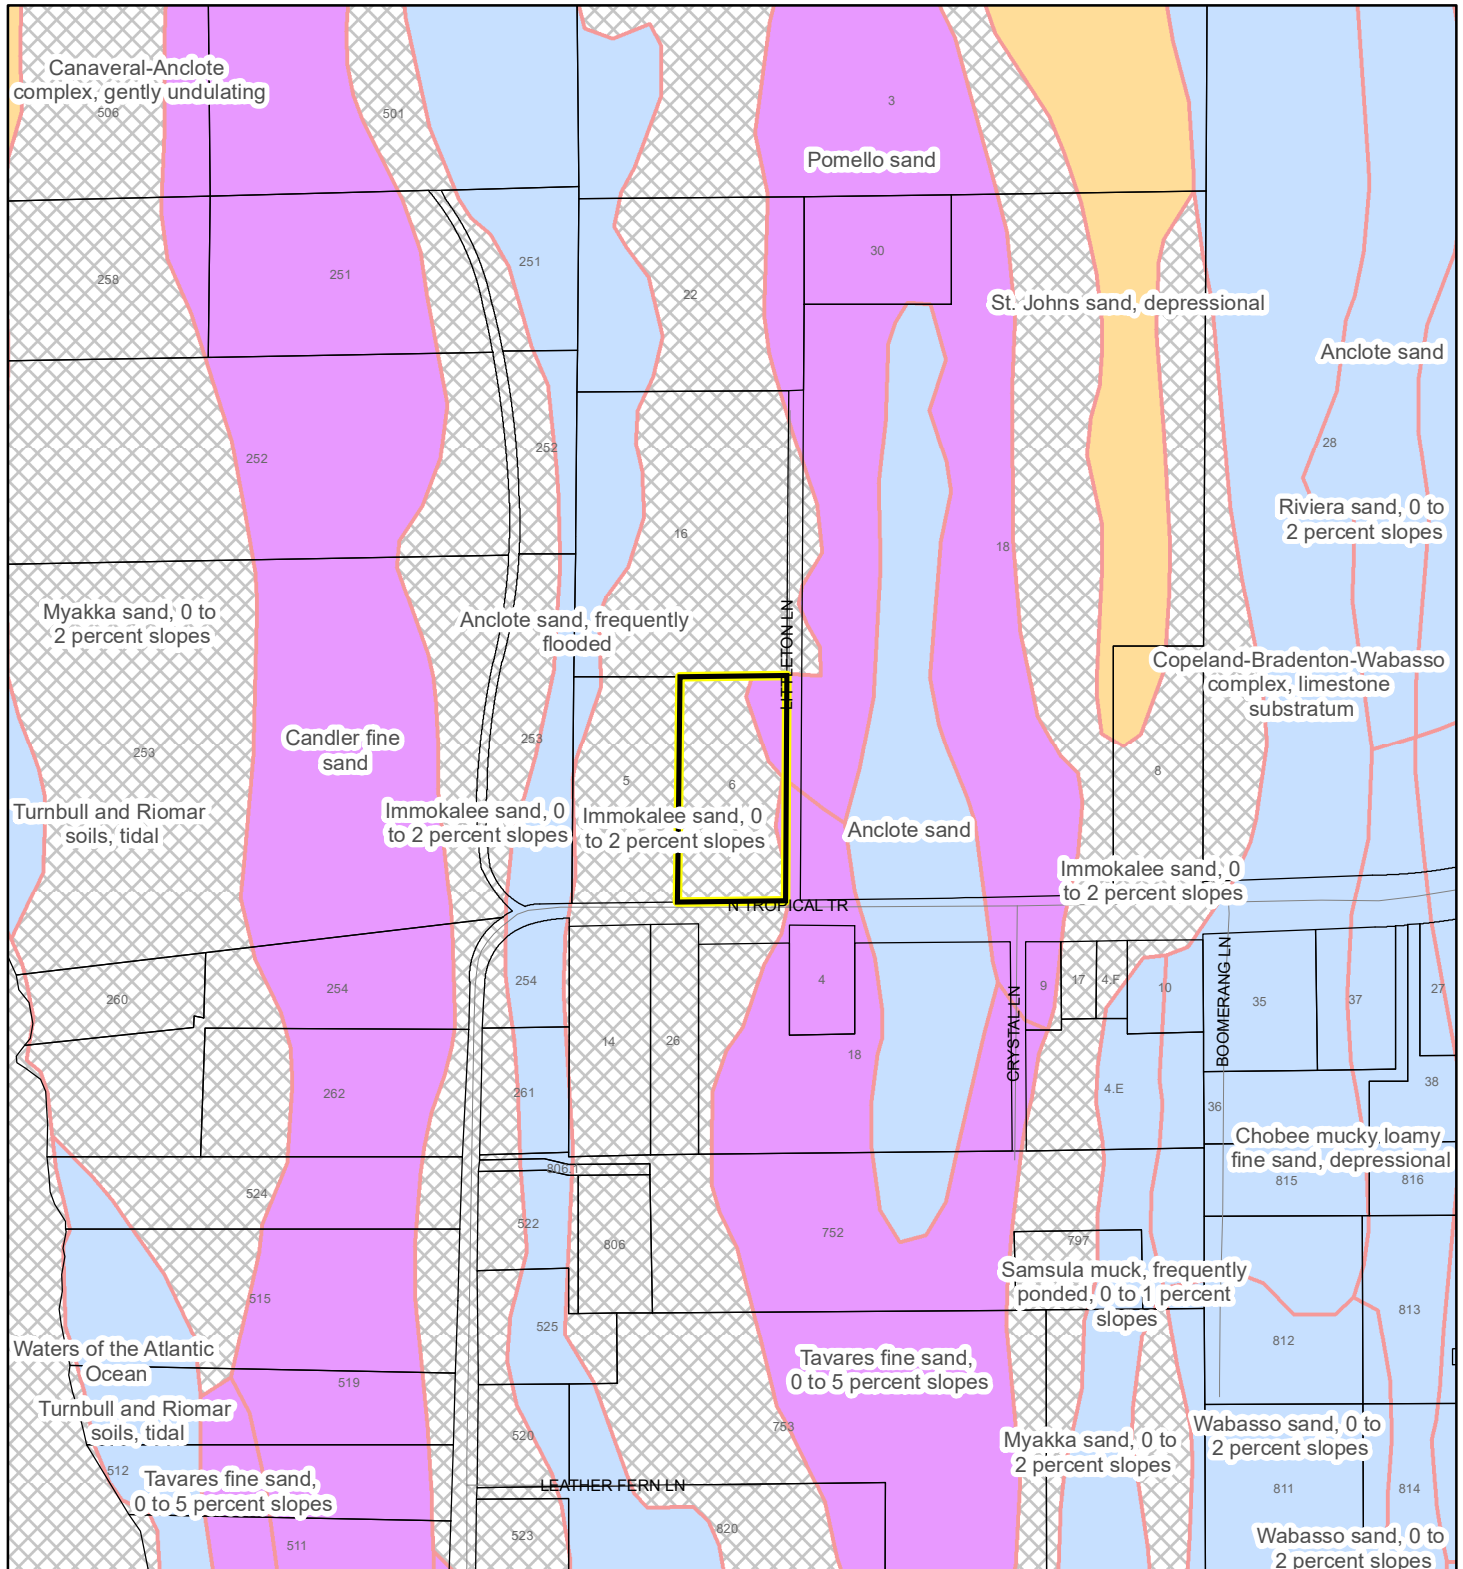 Canaveral-Anclote
complex, gently undulating
506
501
3
Pomello sand
258
251
251
22
30
St. Johns sand, depressional
Anclote sand
252
252
28
16
18
Riviera sand, 0 to
2 percent slopes
Myakka sand, 0 to
2 percent slopes
Anclote sand, frequently
flooded
LITTLETON LN
Copeland-Bradenton-Wabasso
complex, limestone
substratum
253
Candler fine
sand
253
5
6
8
Turnbull and Riomar
soils, tidal
Immokalee sand, 0
to 2 percent slopes
Immokalee sand, 0
to 2 percent slopes
Anclote sand
Immokalee sand, 0
to 2 percent slopes
N TROPICAL TR
260
254
254
4
9
17
4.F
10
BOOMERANG LN
35
37
27
14
26
18
CRYSTAL LN
262
261
4.E
36
38
Chobee mucky loamy
fine sand, depressional
806.1
815
816
524
522
806
752
797
Samsula muck, frequently
ponded, 0 to 1 percent
slopes
515
525
812
813
Waters of the Atlantic
Ocean
Tavares fine sand,
0 to 5 percent slopes
519
Turnbull and Riomar
soils, tidal
520
753
Myakka sand, 0 to
2 percent slopes
Wabasso sand, 0 to
2 percent slopes
512
Tavares fine sand,
0 to 5 percent slopes
LEATHER FERN LN
811
814
511
523
820
Wabasso sand, 0 to
2 percent slopes